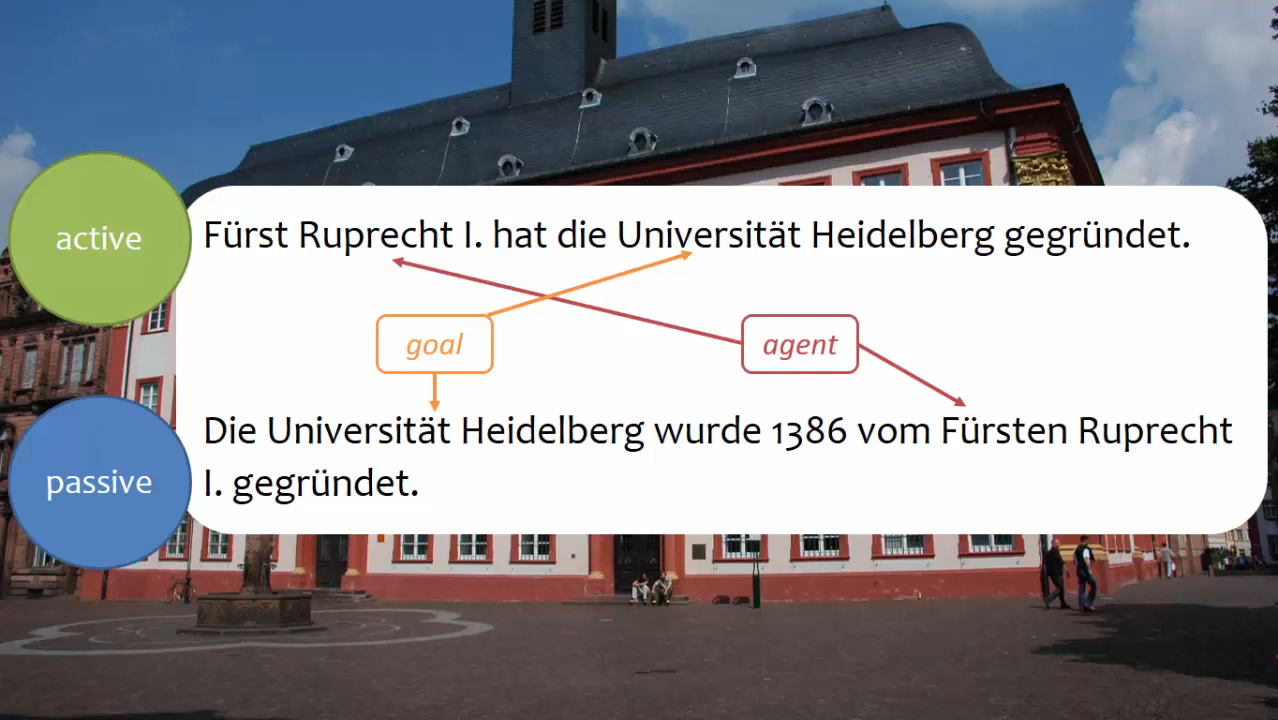 active
Fürst Ruprecht I. hat die Universität Heidelberg gegründet.
goal
agent
passive
Die Universität Heidelberg wurde 1386 vom Fürsten Ruprecht
I. gegründet.